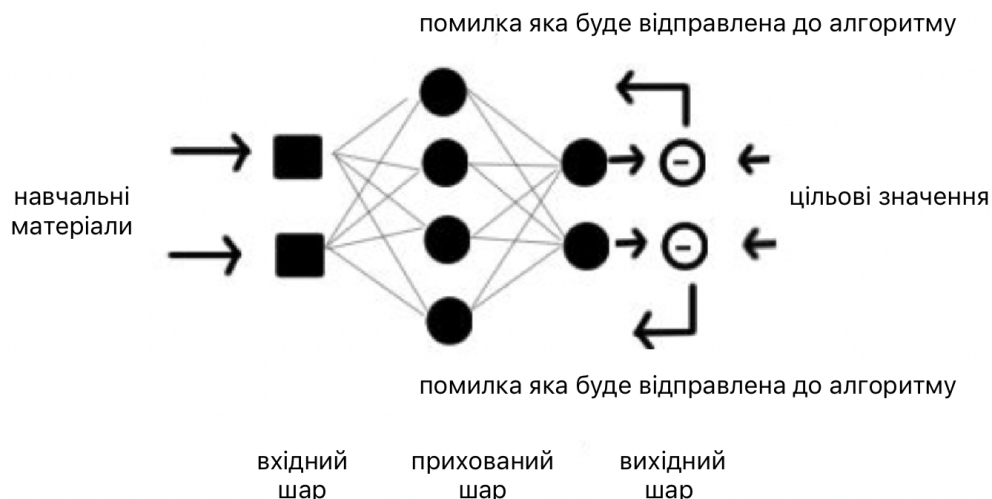 помилка яка буде відправлена до алгоритму
навчальні
матеріали
цільові значення
помилка яка буде відправлена до алгоритму
вхідний
шар
прихований
шар
вихідний
шар